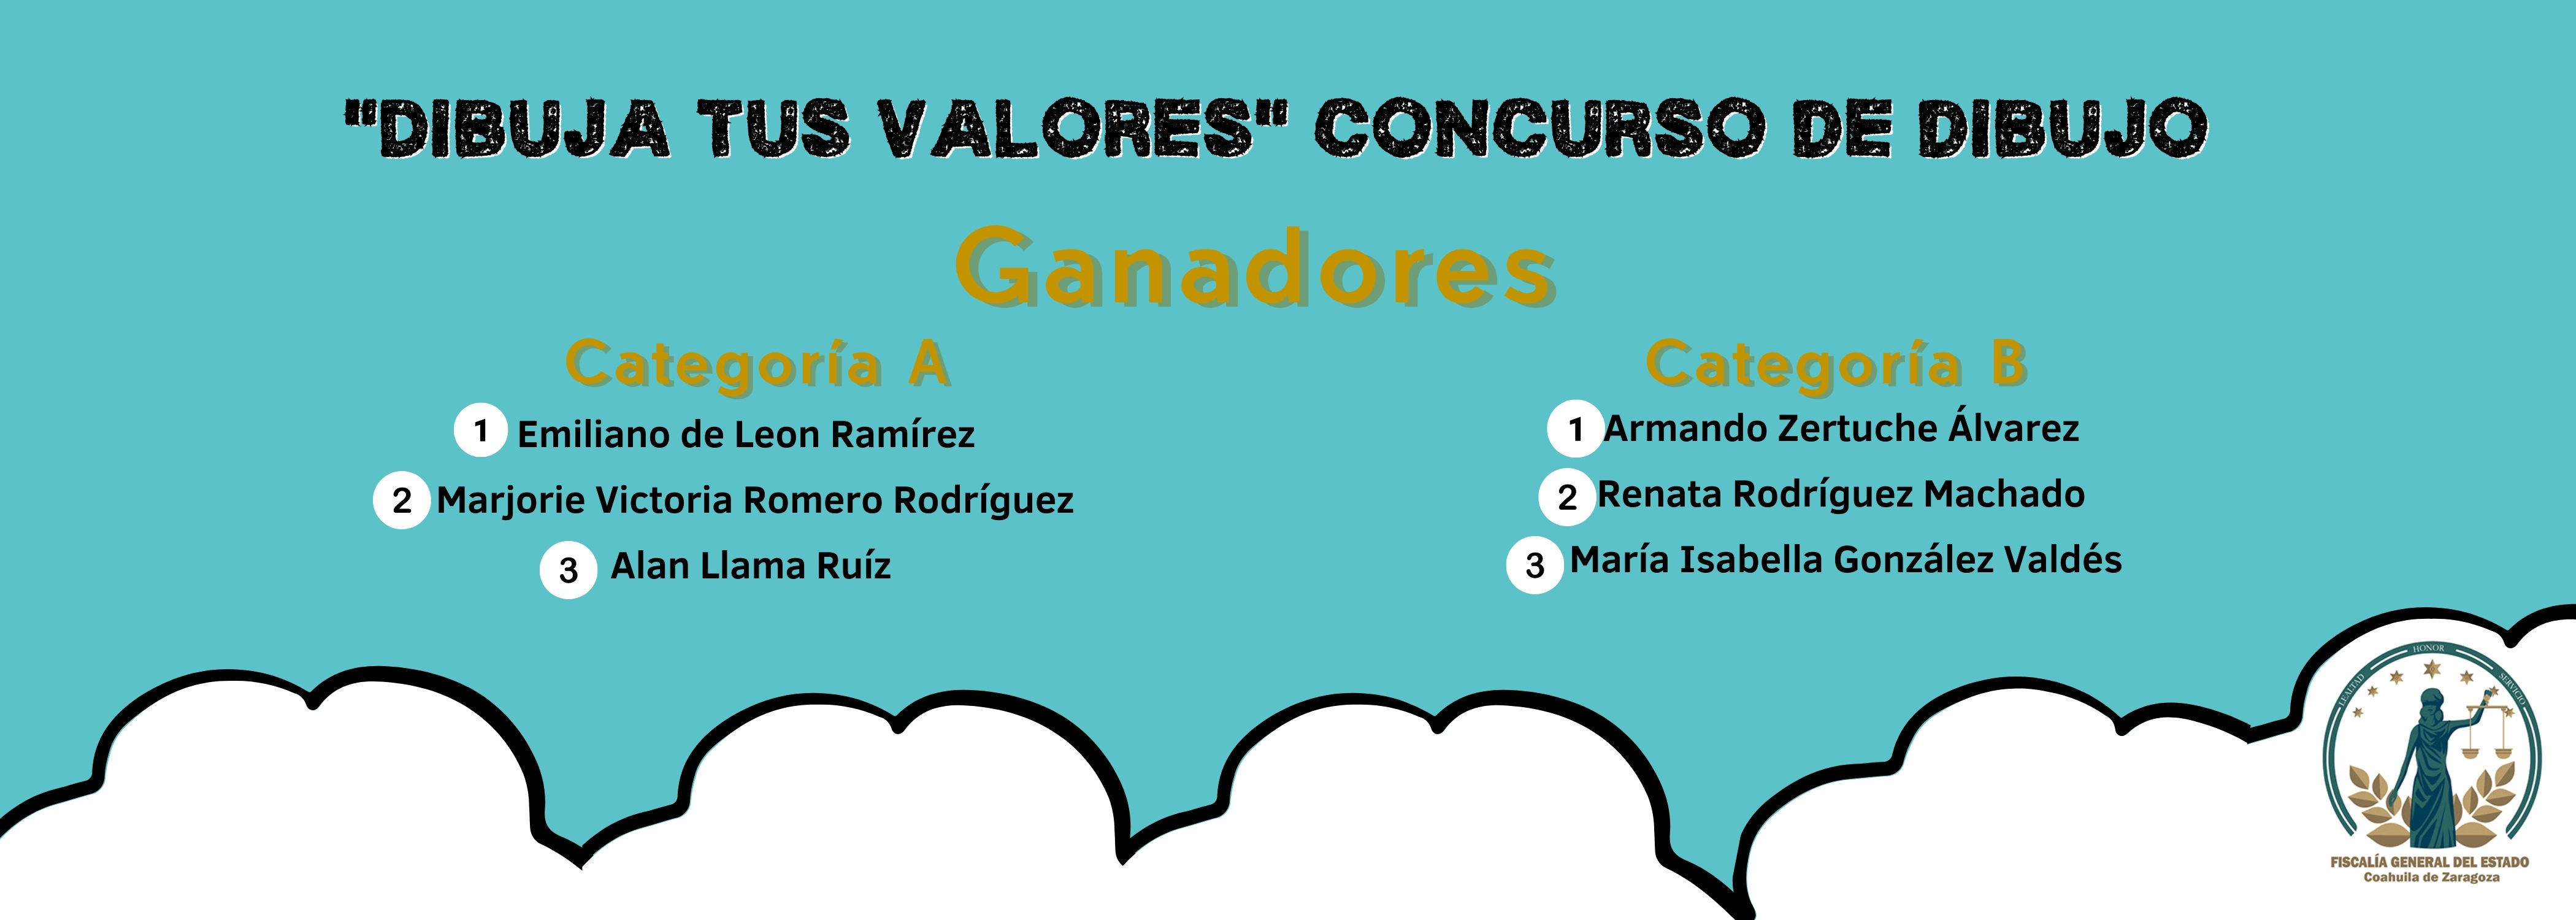 "DIBUJA TUS VALORES" CONCURSO DE DIBUJO
Ganadores
Categoría A
1 Emiliano de Leon Ramírez
2 Marjorie Victoria Romero Rodríguez
3 Alan Llama Ruíz
Categoría B
1 Armando Zertuche Álvarez
2 Renata Rodríguez Machado
3 María Isabella González Valdés
LEALTAD HONOR SERVICIO
FISCALÍA GENERAL DEL ESTADO
Coahuila de Zaragoza